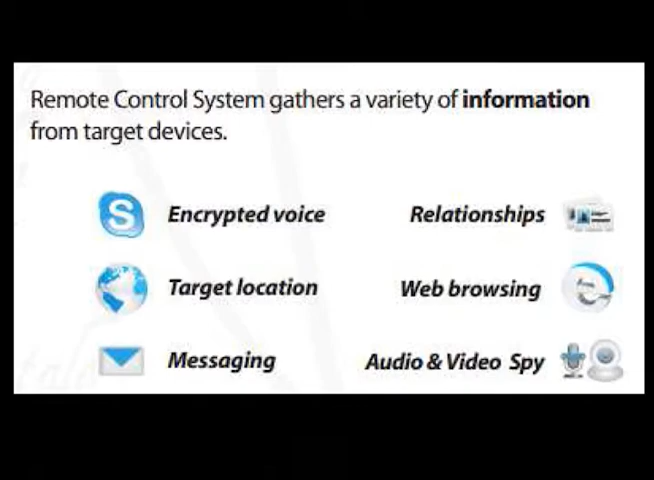 Remote Control System gathers a variety of information
from target devices.
Encrypted voice
Relationships
Target location
Web browsing
Messaging
Audio & Video Spy